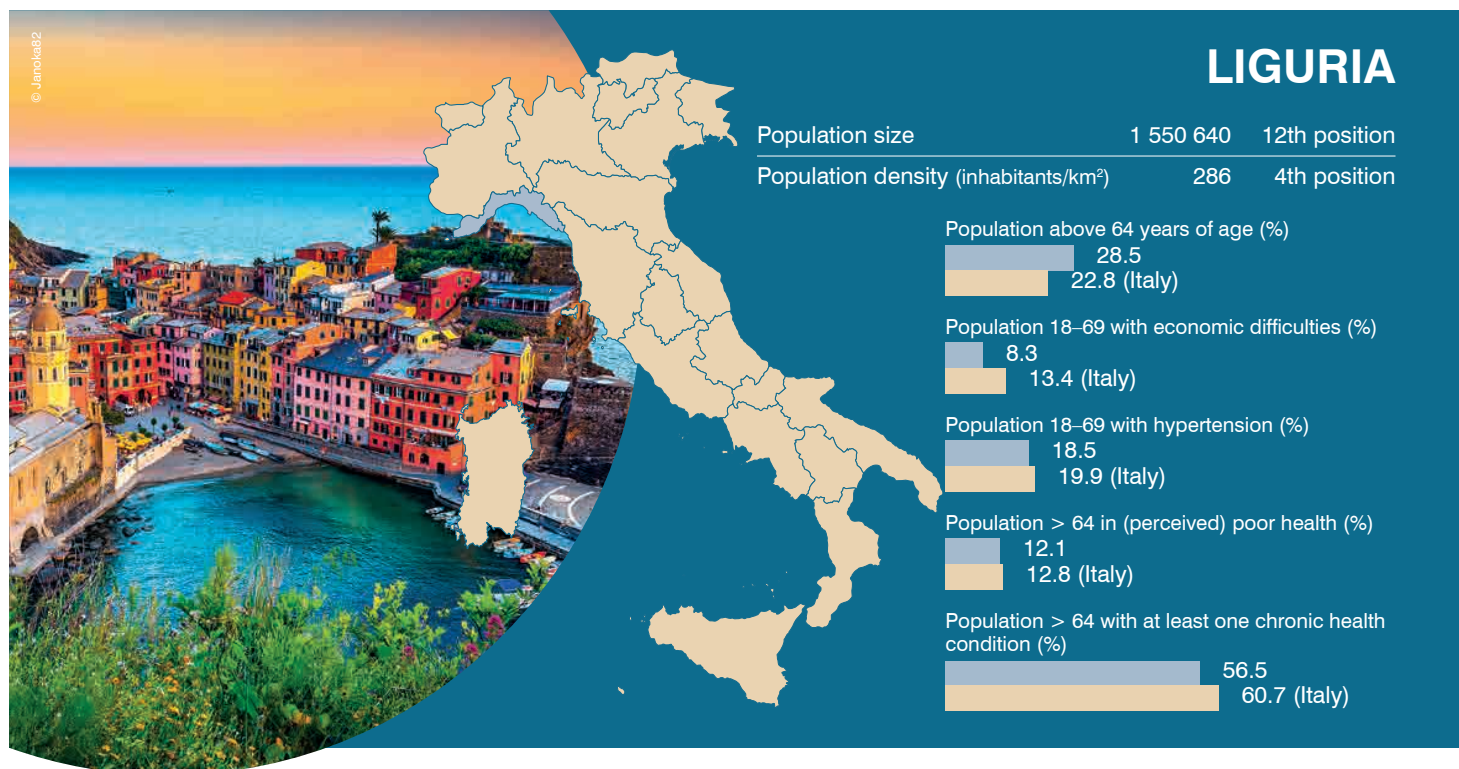 © Janoka82
LIGURIA
Population size 1 550 640 12th position
Population density (inhabitants/km²) 286 4th position
Population above 64 years of age (%)
28.5
22.8 (Italy)
Population 18–69 with economic difficulties (%)
8.3
13.4 (Italy)
Population 18–69 with hypertension (%)
18.5
19.9 (Italy)
Population > 64 in (perceived) poor health (%)
12.1
12.8 (Italy)
Population > 64 with at least one chronic health
condition (%)
56.5
60.7 (Italy)